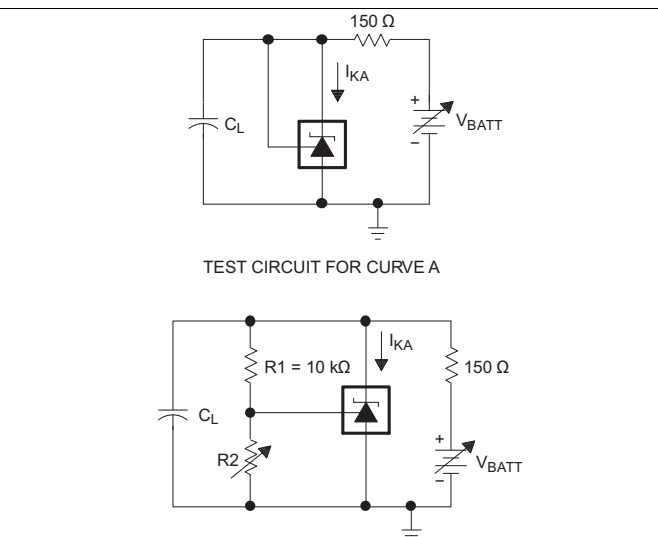 150 Ω
I_KA
C_L
+
V_BATT
−
TEST CIRCUIT FOR CURVE A
I_KA
R1 = 10 kΩ
150 Ω
C_L
R2
+
V_BATT
−